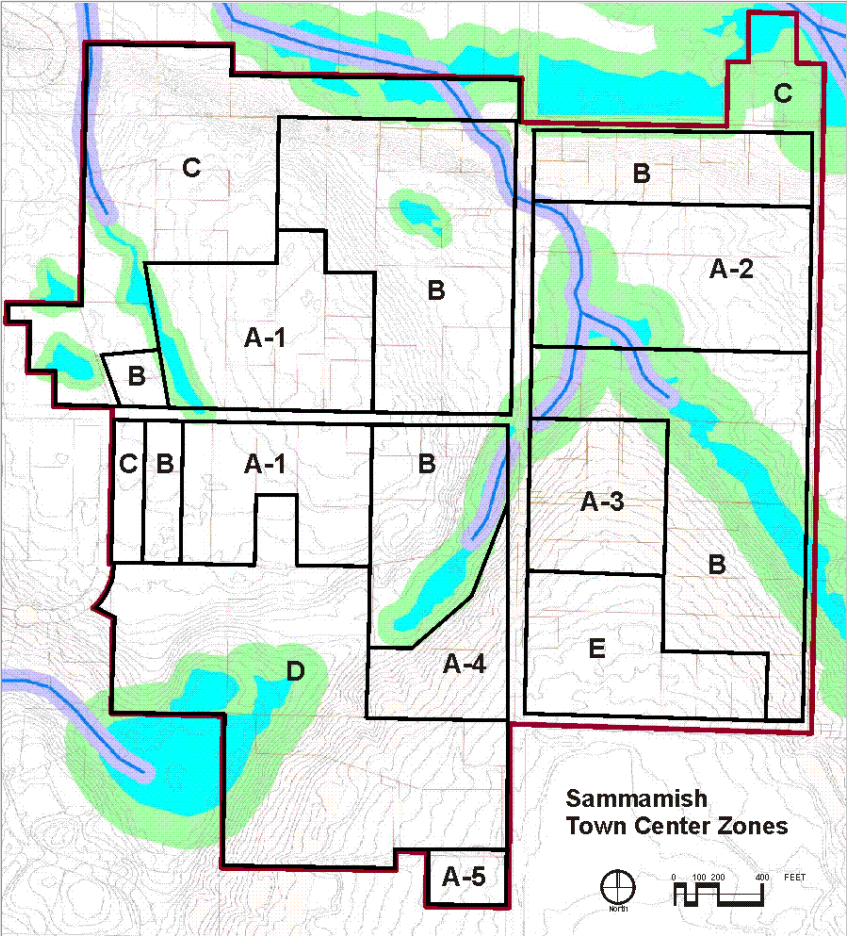 C
C
B
A-2
B
A-1
B
C
B
A-1
B
A-3
B
E
D
A-4
A-5
Sammamish
Town Center Zones
0 100 200 400 FEET
North